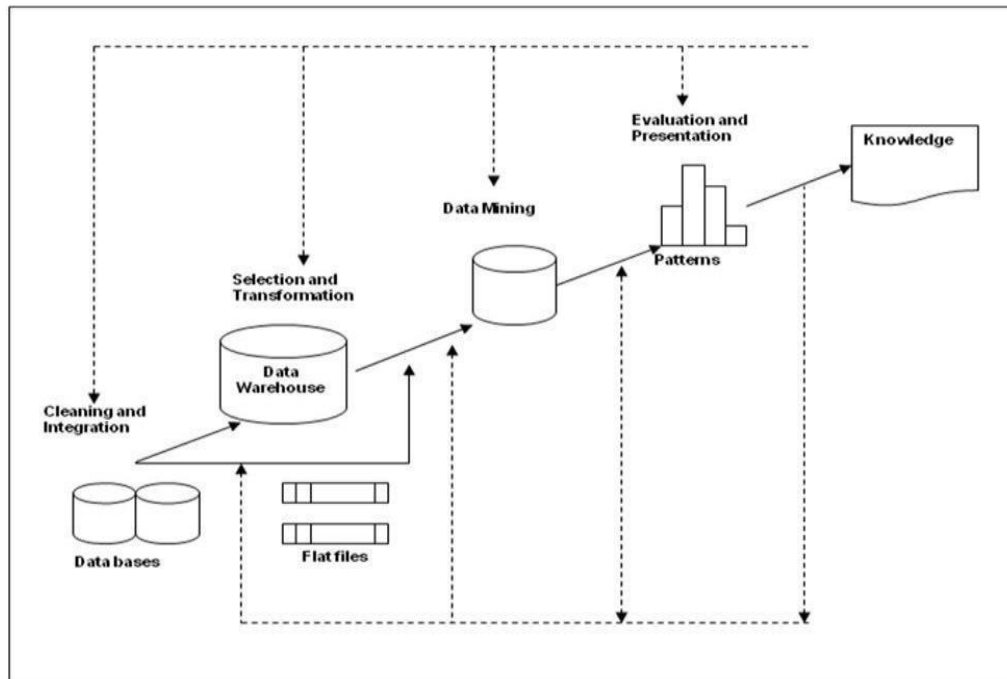 Evaluation and
Presentation
Knowledge
Data Mining
Patterns
Selection and
Transformation
Data
Warehouse
Cleaning and
Integration
Data bases
Flat files